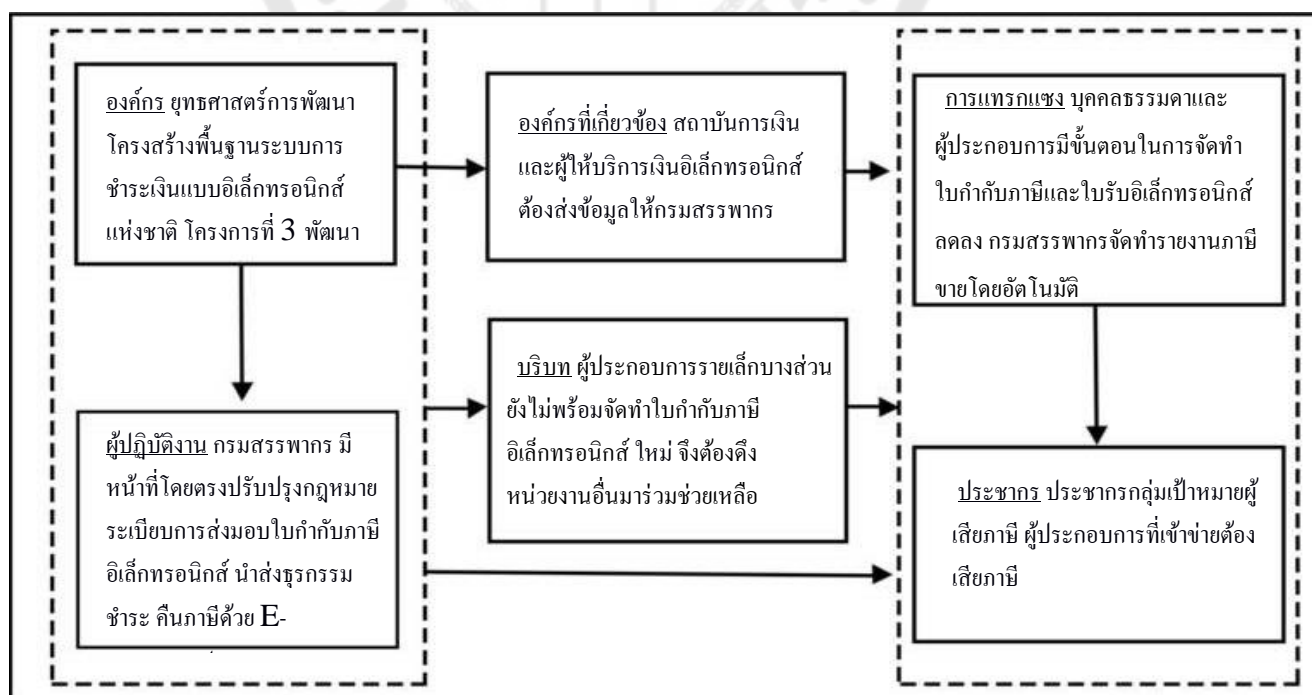 องค์กร ยุทธศาสตร์การพัฒนา
โครงสร้างพื้นฐานระบบการ
ชำระเงินแบบอิเล็กทรอนิกส์
แห่งชาติ โครงการที่ 3 พัฒนา
องค์กรที่เกี่ยวข้อง สถาบันการเงิน
และผู้ให้บริการเงินอิเล็กทรอนิกส์
ต้องส่งข้อมูลให้กรมสรรพากร
การแทรกแซง บุคคลธรรมดาและ
ผู้ประกอบการมีขั้นตอนในการจัดทำ
ใบกำกับภาษีและใบรับอิเล็กทรอนิกส์
ลดลง กรมสรรพากรจัดทำรายงานภาษี
ขายโดยอัตโนมัติ
ผู้ปฏิบัติงาน กรมสรรพากร มี
หน้าที่โดยตรงปรับปรุงกฎหมาย
ระเบียบการส่งมอบใบกำกับภาษี
อิเล็กทรอนิกส์ นำส่งธุรกรรม
ชำระ คืนภาษีด้วย E-
บริบท ผู้ประกอบการรายเล็กบางส่วน
ยังไม่พร้อมจัดทำใบกำกับภาษี
อิเล็กทรอนิกส์ ใหม่ จึงต้องดึง
หน่วยงานอื่นมาร่วมช่วยเหลือ
ประชากร ประชากรกลุ่มเป้าหมายผู้
เสียภาษี ผู้ประกอบการที่เข้าข่ายต้อง
เสียภาษี